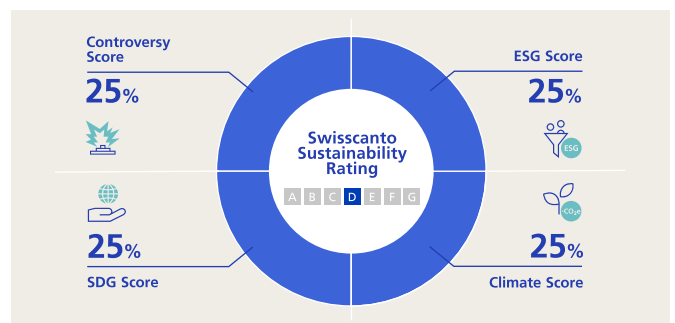 Controversy
Score
25%
ESG Score
25%
ESG
Swisscanto
Sustainability
Rating
A B C D E F G
25%
SDG Score
CO₂e
25%
Climate Score